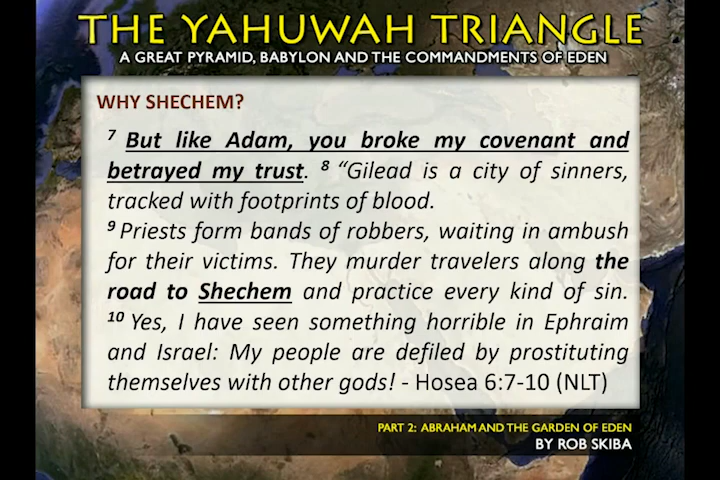 THE YAHUWAH TRIANGLE
A GREAT PYRAMID, BABYLON AND THE COMMANDMENTS OF EDEN
WHY SHECHEM?
7 But like Adam, you broke my covenant and
betrayed my trust. 8 “Gilead is a city of sinners,
tracked with footprints of blood.
9 Priests form bands of robbers, waiting in ambush
for their victims. They murder travelers along the
road to Shechem and practice every kind of sin.
10 Yes, I have seen something horrible in Ephraim
and Israel: My people are defiled by prostituting
themselves with other gods! - Hosea 6:7-10 (NLT)
PART 2: ABRAHAM AND THE GARDEN OF EDEN
BY ROB SKIBA